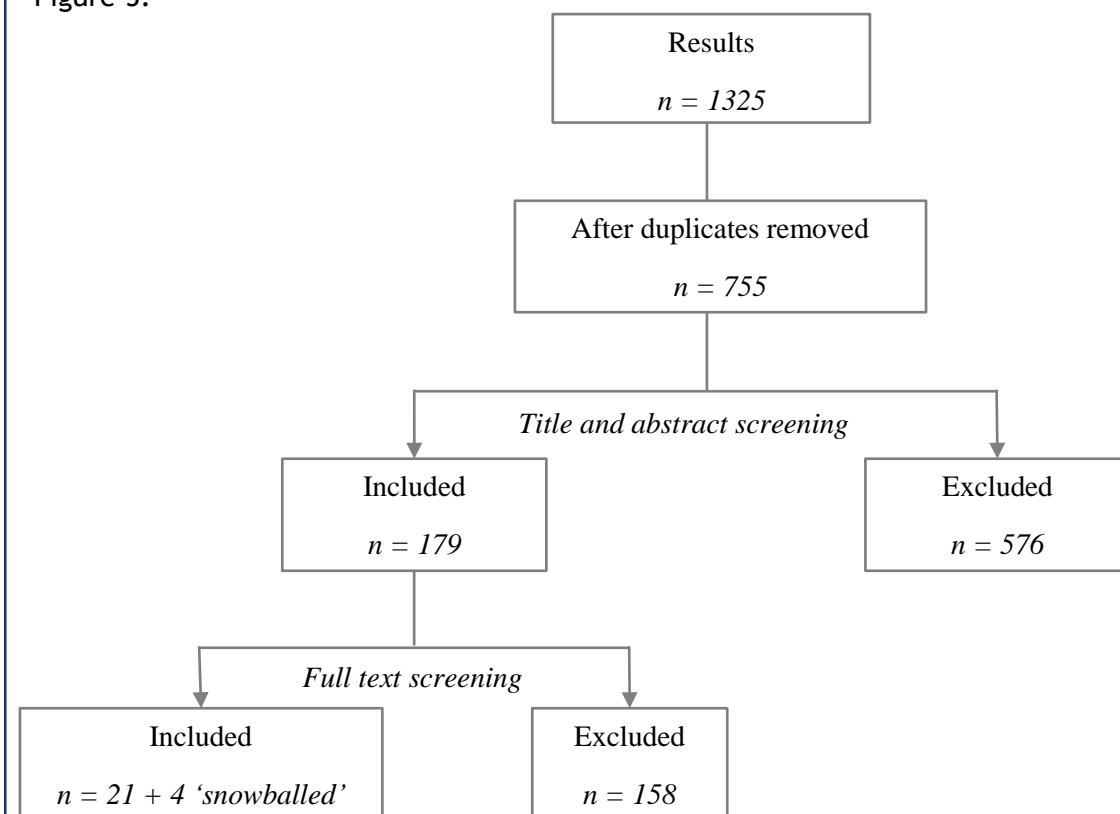 Figure
Results
n = 1325
After duplicates removed
n = 755
Title and abstract screening
Included
n = 179
Excluded
n = 576
Full text screening
Included
n = 21 + 4 ‘snowballed’
Excluded
n = 158